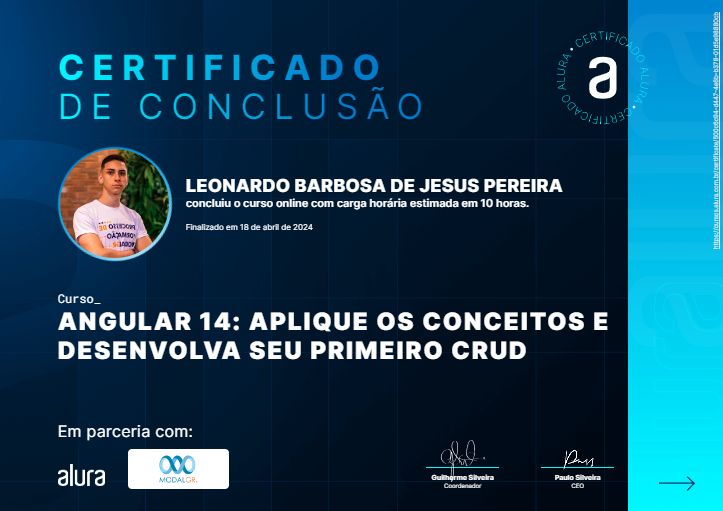 CERTIFICADO
DE CONCLUSÃO
CERTIFICADO ALURA • CERTIFICADO ALURA •
a
LEONARDO BARBOSA DE JESUS PEREIRA
concluiu o curso online com carga horária estimada em 10 horas.
Finalizado em 18 de abril de 2024
Curso_
ANGULAR 14: APLIQUE OS CONCEITOS E
DESENVOLVA SEU PRIMEIRO CRUD
Em parceria com:
alura
MODALGR.
Guilherme Silveira
Coordenador
Paulo Silveira
CEO